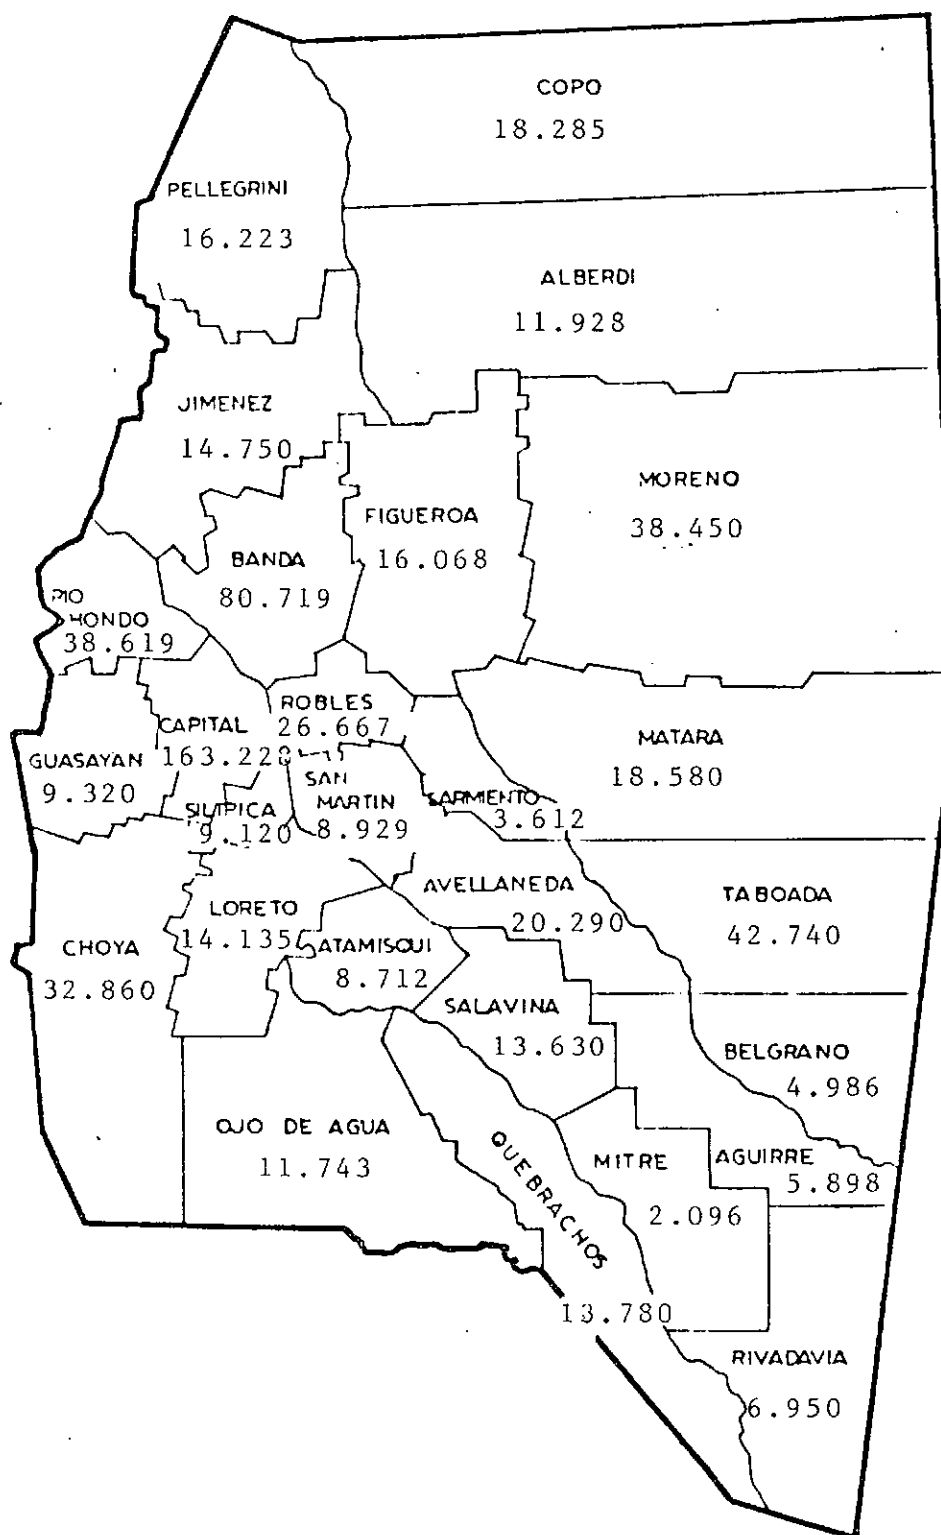 COPO
18.285
PELLEGRINI
16.223
ALBERDI
11.928
JIMENEZ
14.750
MORENO
38.450
FIGUEROA
16.068
BANDA
80.719
RIO
HONDO
38.619
ROBLES
26.667
CAPITAL
163.228
MATARA
18.580
GUASAYAN
9.320
SAN
MARTIN
8.929
SARMIENTO
3.612
SILIPICA
9.120
AVELLANEDA
20.290
TABOADA
42.740
LORETO
14.135
CHOYA
32.860
ATAMISQUI
8.712
SALAVINA
13.630
BELGRANO
4.986
OJO DE AGUA
11.743
QUEBRACHOS
13.780
MITRE
2.096
AGUIRRE
5.898
RIVADAVIA
6.950